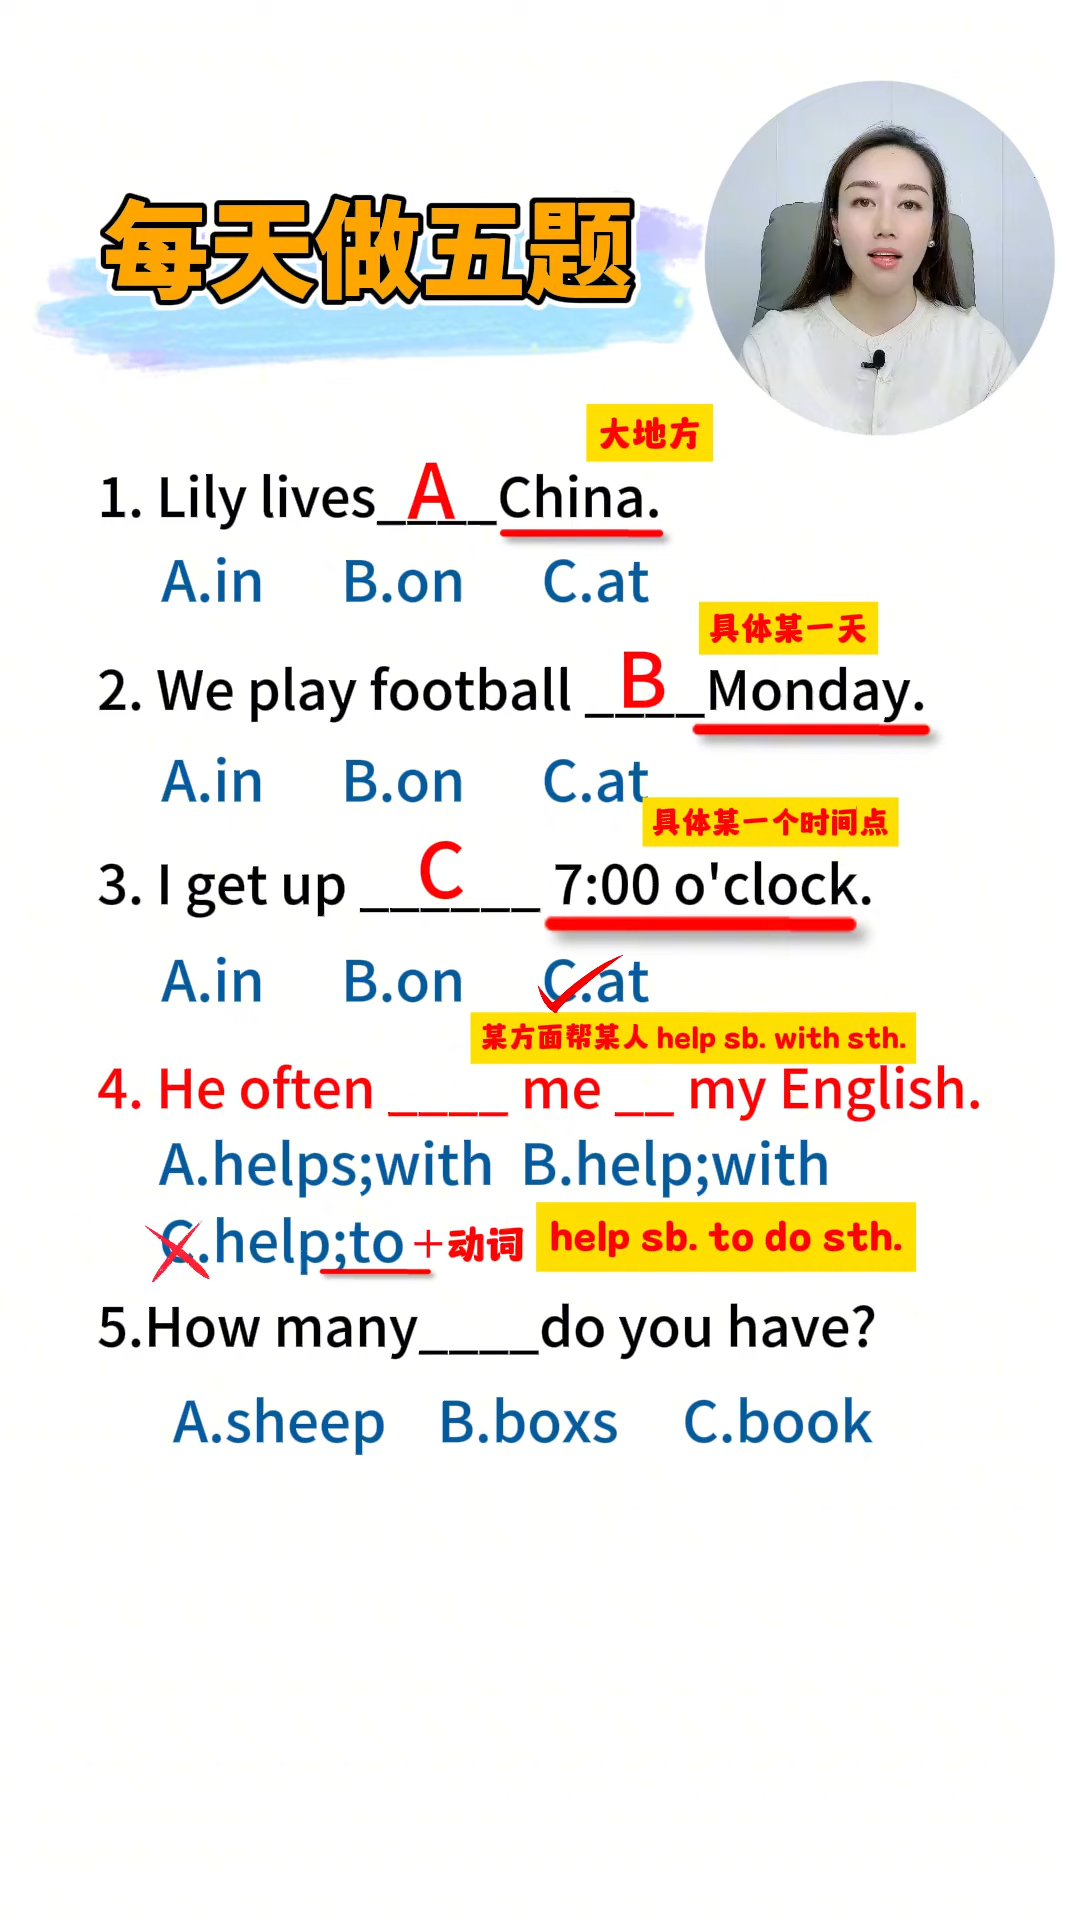 每天做五题
大地方
1. Lily lives____China.
A
A.in B.on C.at
具体某一天
2. We play football ____Monday.
B
A.in B.on C.at
具体某一个时间点
3. I get up ______ 7:00 o'clock.
C
A.in B.on C.at
某方面帮某人 help sb. with sth.
4. He often ____ me __ my English.
A.helps;with B.help;with
C.help;to +动词 help sb. to do sth.
5.How many____do you have?
A.sheep B.boxs C.book